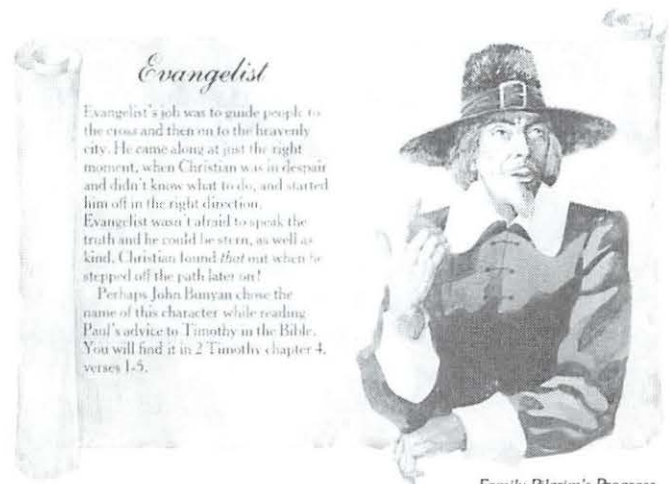 Evangelist
Evangelist's job was to guide people to
the cross and then on to the heavenly
city. He came along at just the right
moment, when Christian was in despair
and didn't know what to do, and started
him off in the right direction.
Evangelist wasn't afraid to speak the
truth and he could be stern, as well as
kind. Christian found that out when he
stepped off the path later on!
Perhaps John Bunyan chose the
name of this character while reading
Paul's advice to Timothy in the Bible.
You will find it in 2 Timothy chapter 4,
verses 1-5.
Family Pilgrim's Progress